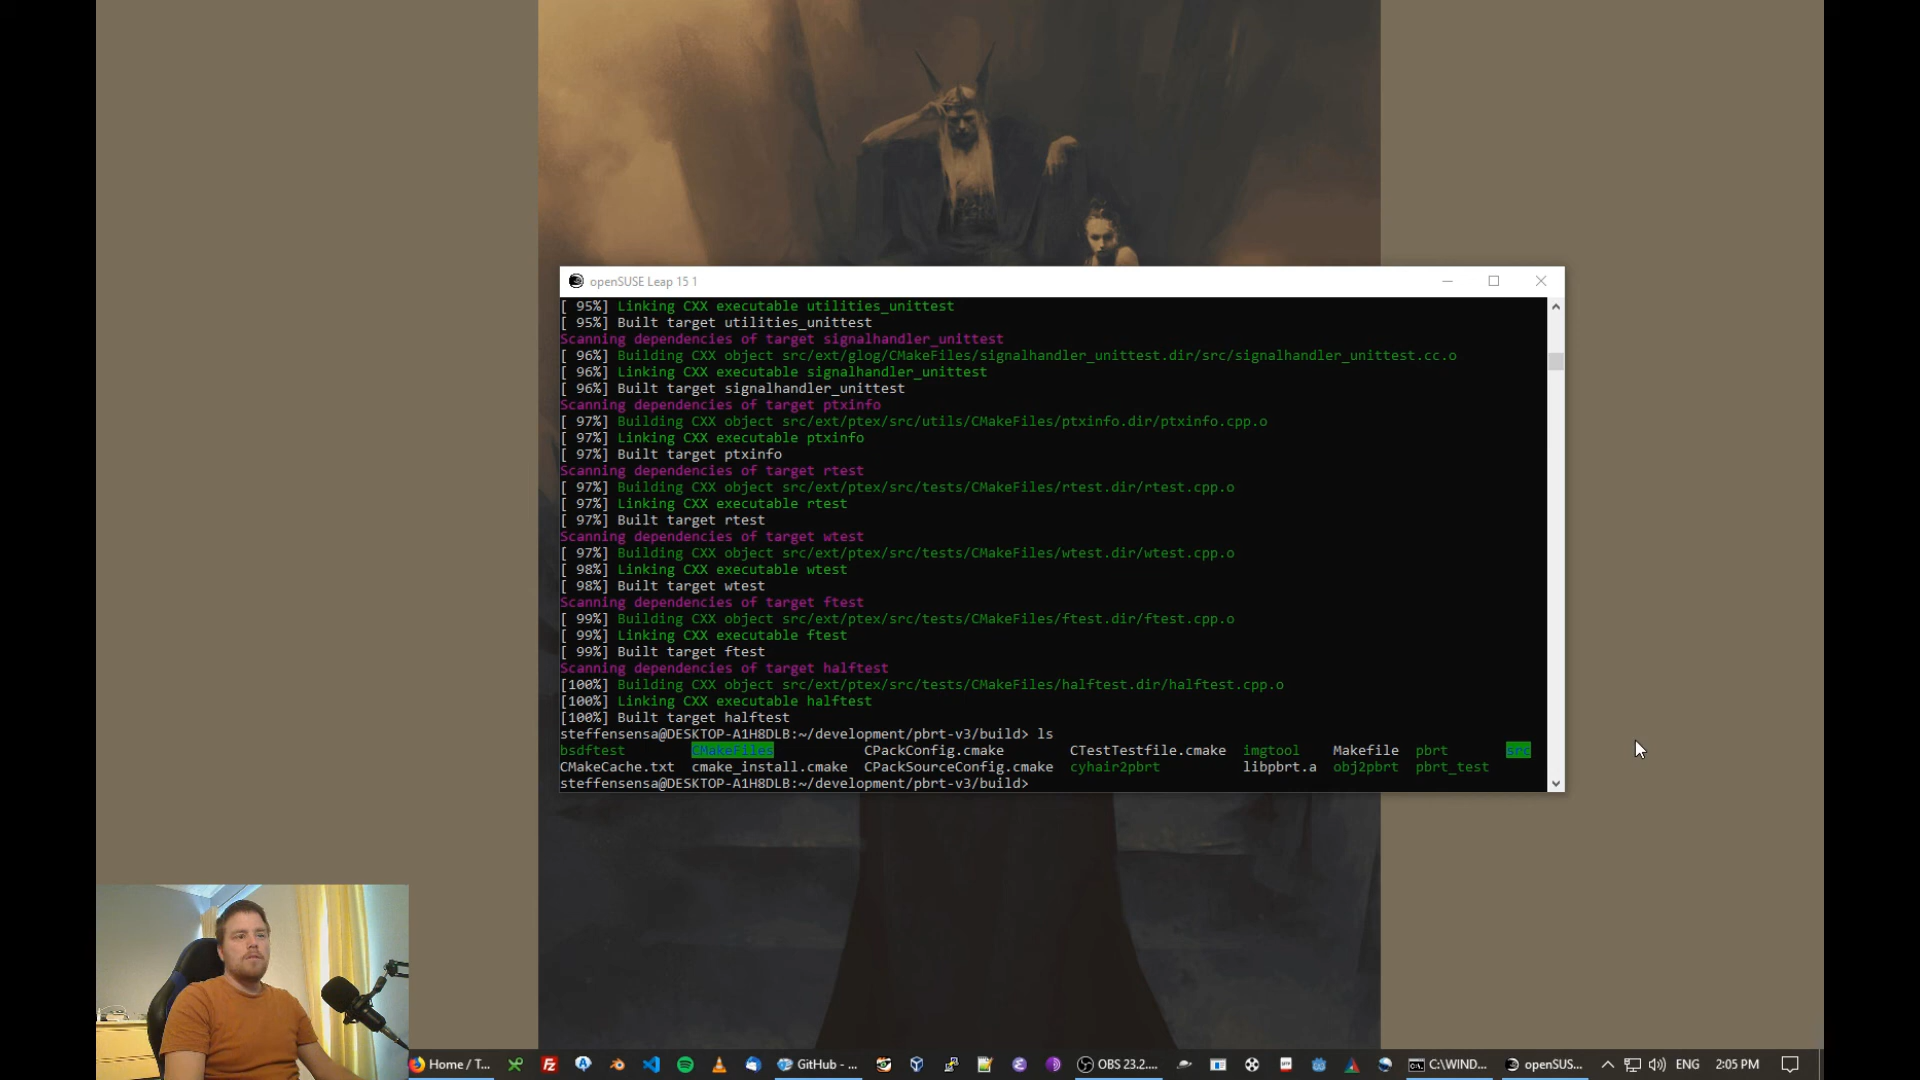 openSUSE Leap 15 1
[ 95%] Linking CXX executable utilities_unittest
[ 95%] Built target utilities_unittest
Scanning dependencies of target signalhandler_unittest
[ 96%] Building CXX object src/ext/glog/CMakeFiles/signalhandler_unittest.dir/src/signalhandler_unittest.cc.o
[ 96%] Linking CXX executable signalhandler_unittest
[ 96%] Built target signalhandler_unittest
Scanning dependencies of target ptxinfo
[ 97%] Building CXX object src/ext/ptex/src/utils/CMakeFiles/ptxinfo.dir/ptxinfo.cpp.o
[ 97%] Linking CXX executable ptxinfo
[ 97%] Built target ptxinfo
Scanning dependencies of target rtest
[ 97%] Building CXX object src/ext/ptex/src/tests/CMakeFiles/rtest.dir/rtest.cpp.o
[ 97%] Linking CXX executable rtest
[ 97%] Built target rtest
Scanning dependencies of target wtest
[ 97%] Building CXX object src/ext/ptex/src/tests/CMakeFiles/wtest.dir/wtest.cpp.o
[ 98%] Linking CXX executable wtest
[ 98%] Built target wtest
Scanning dependencies of target ftest
[ 99%] Building CXX object src/ext/ptex/src/tests/CMakeFiles/ftest.dir/ftest.cpp.o
[ 99%] Linking CXX executable ftest
[ 99%] Built target ftest
Scanning dependencies of target halftest
[100%] Building CXX object src/ext/ptex/src/tests/CMakeFiles/halftest.dir/halftest.cpp.o
[100%] Linking CXX executable halftest
[100%] Built target halftest
steffensensa@DESKTOP-A1H8DLB:~/development/pbrt-v3/build> ls
bsdftest CMakeFiles CPackConfig.cmake CTestTestfile.cmake imgtool Makefile pbrt src
CMakeCache.txt cmake_install.cmake CPackSourceConfig.cmake cyhair2pbrt libpbrt.a obj2pbrt pbrt_test
steffensensa@DESKTOP-A1H8DLB:~/development/pbrt-v3/build>
Home / T... GitHub - ... OBS 23.2.... C:\WIND... openSUS... ENG 2:05 PM